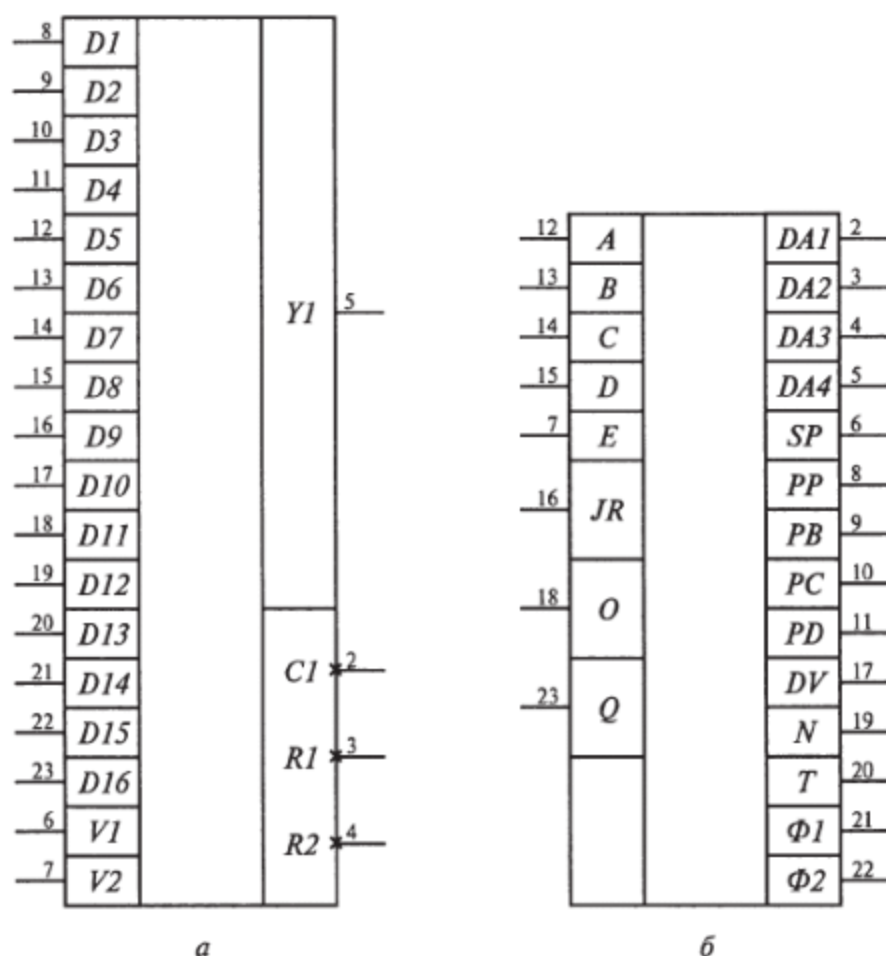 8 D1
9 D2
10 D3
11 D4
12 D5
13 D6
14 D7
15 D8
16 D9
17 D10
18 D11
19 D12
20 D13
21 D14
22 D15
23 D16
6 V1
7 V2
Y1 5
C1 2
R1 3
R2 4
а
12 A
13 B
14 C
15 D
7 E
16 JR
18 O
23 Q
DA1 2
DA2 3
DA3 4
DA4 5
SP 6
PP 8
PB 9
PC 10
PD 11
DV 17
N 19
T 20
Ф1 21
Ф2 22
б